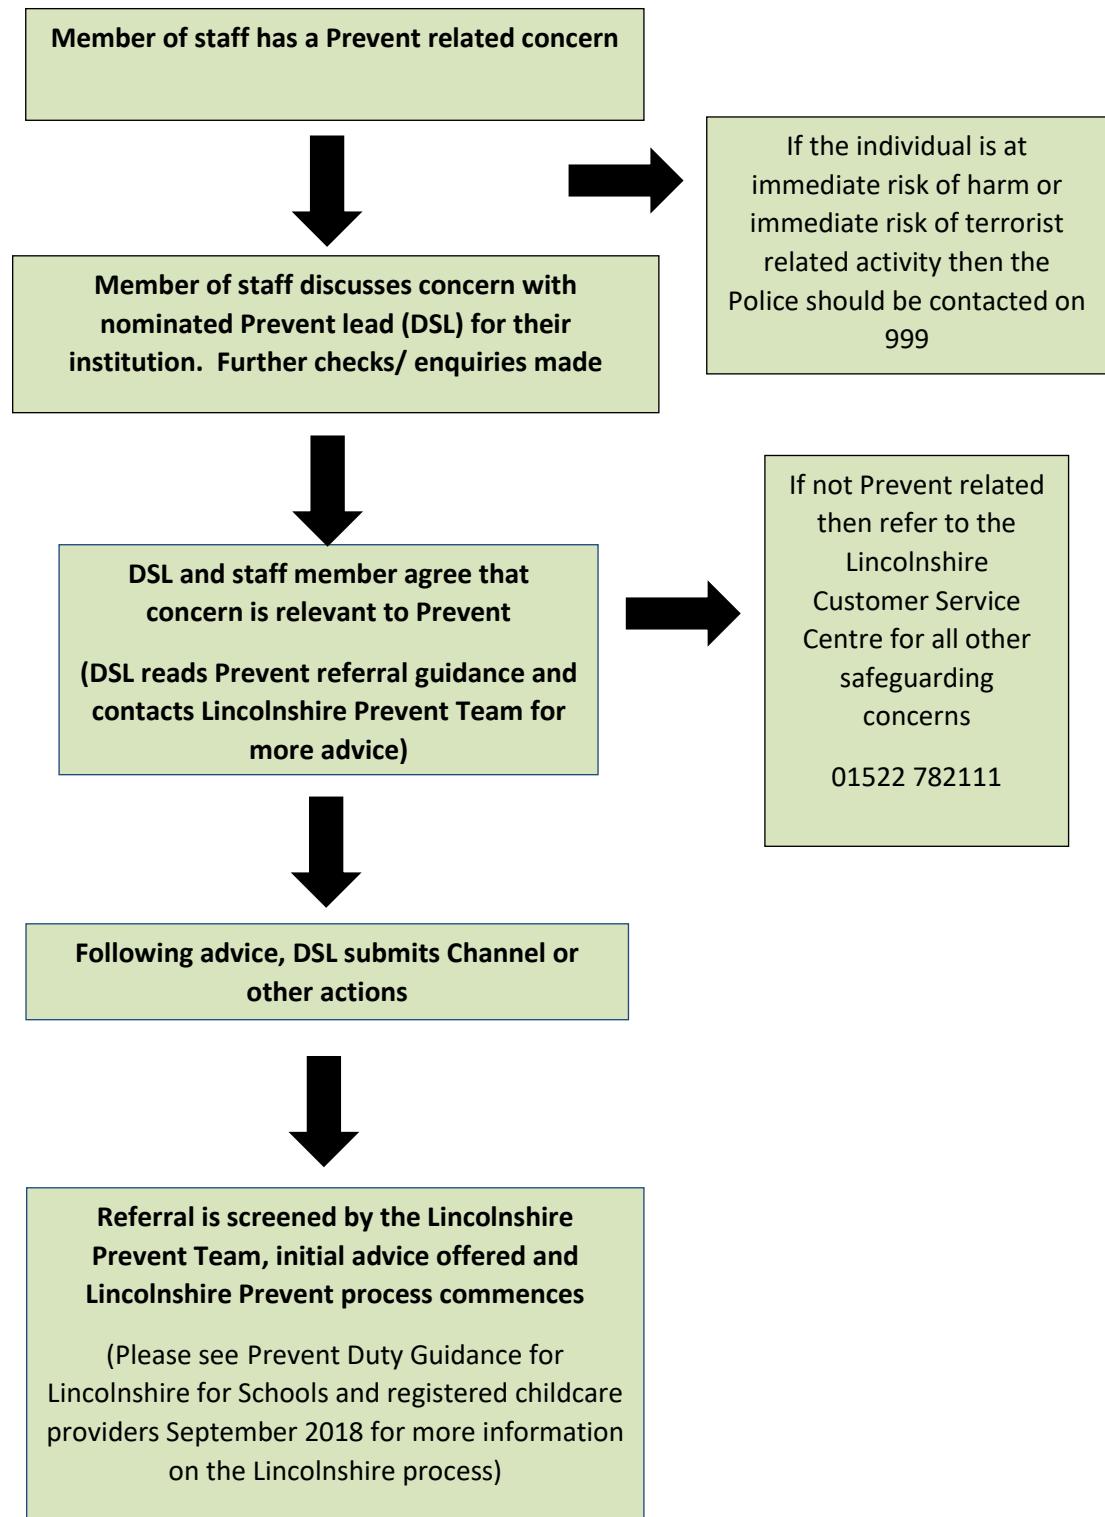 Member of staff has a Prevent related concern
If the individual is at
immediate risk of harm or
immediate risk of terrorist
related activity then the
Police should be contacted on
999
Member of staff discusses concern with
nominated Prevent lead (DSL) for their
institution.  Further checks/ enquiries made
If not Prevent related
then refer to the
Lincolnshire
Customer Service
Centre for all other
safeguarding
concerns
01522 782111
DSL and staff member agree that
concern is relevant to Prevent
(DSL reads Prevent referral guidance and
contacts Lincolnshire Prevent Team for
more advice)
Following advice, DSL submits Channel or
other actions
Referral is screened by the Lincolnshire
Prevent Team, initial advice offered and
Lincolnshire Prevent process commences
(Please see Prevent Duty Guidance for
Lincolnshire for Schools and registered childcare
providers September 2018 for more information
on the Lincolnshire process)